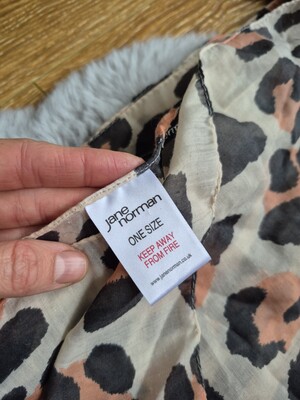 jane
norman
ONE SIZE
KEEP AWAY
FROM FIRE
www.janenorman.co.uk